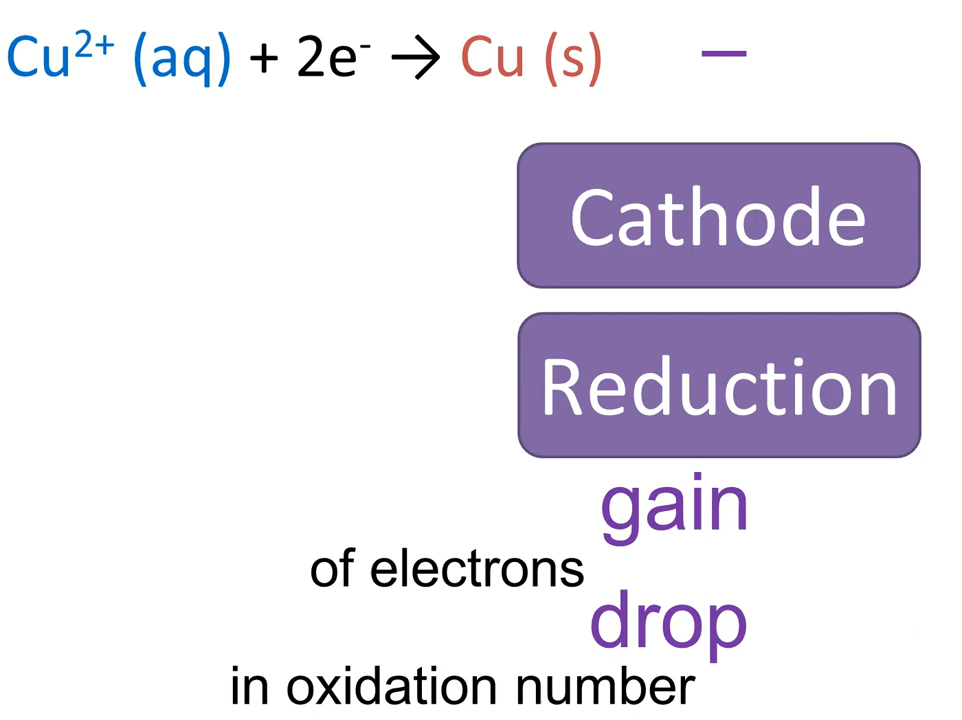 Cu²⁺ (aq) + 2e⁻ → Cu (s) –
Cathode
Reduction
gain
of electrons
drop
in oxidation number